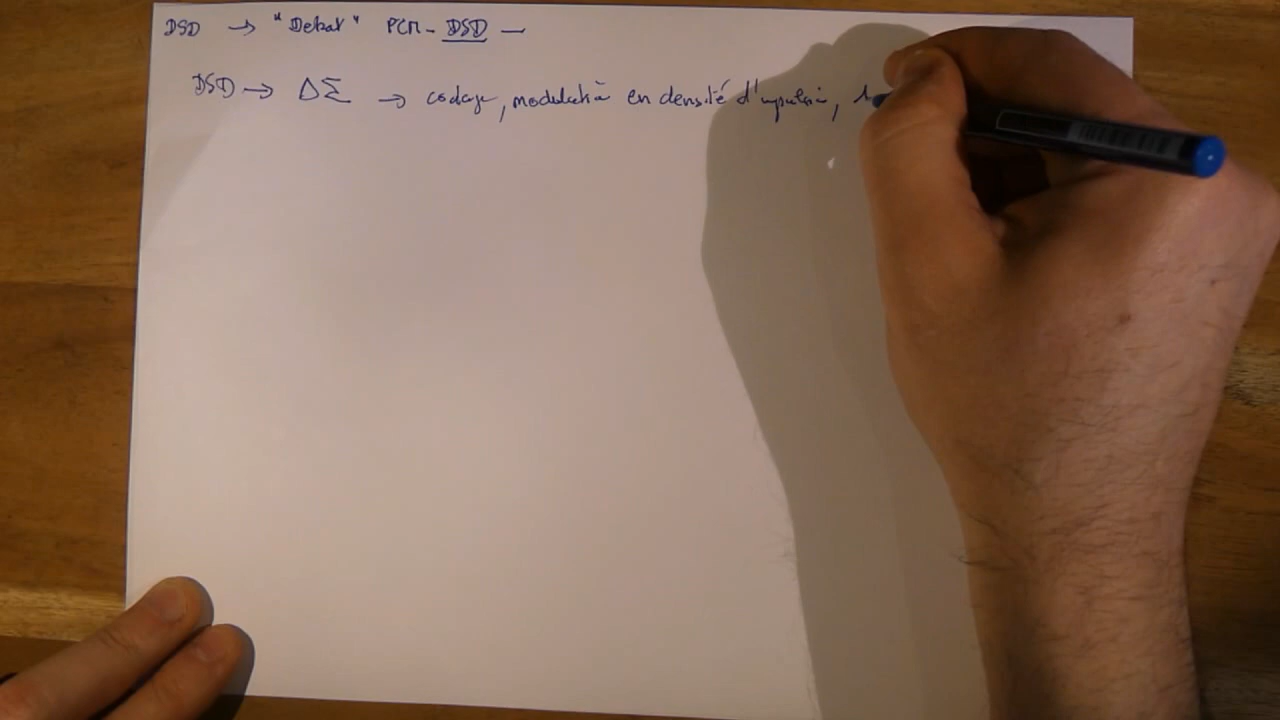 DSD → "Debat" PCM - DSD —
DSD → ΔΣ → codage, modulation en densité d'impulsion,